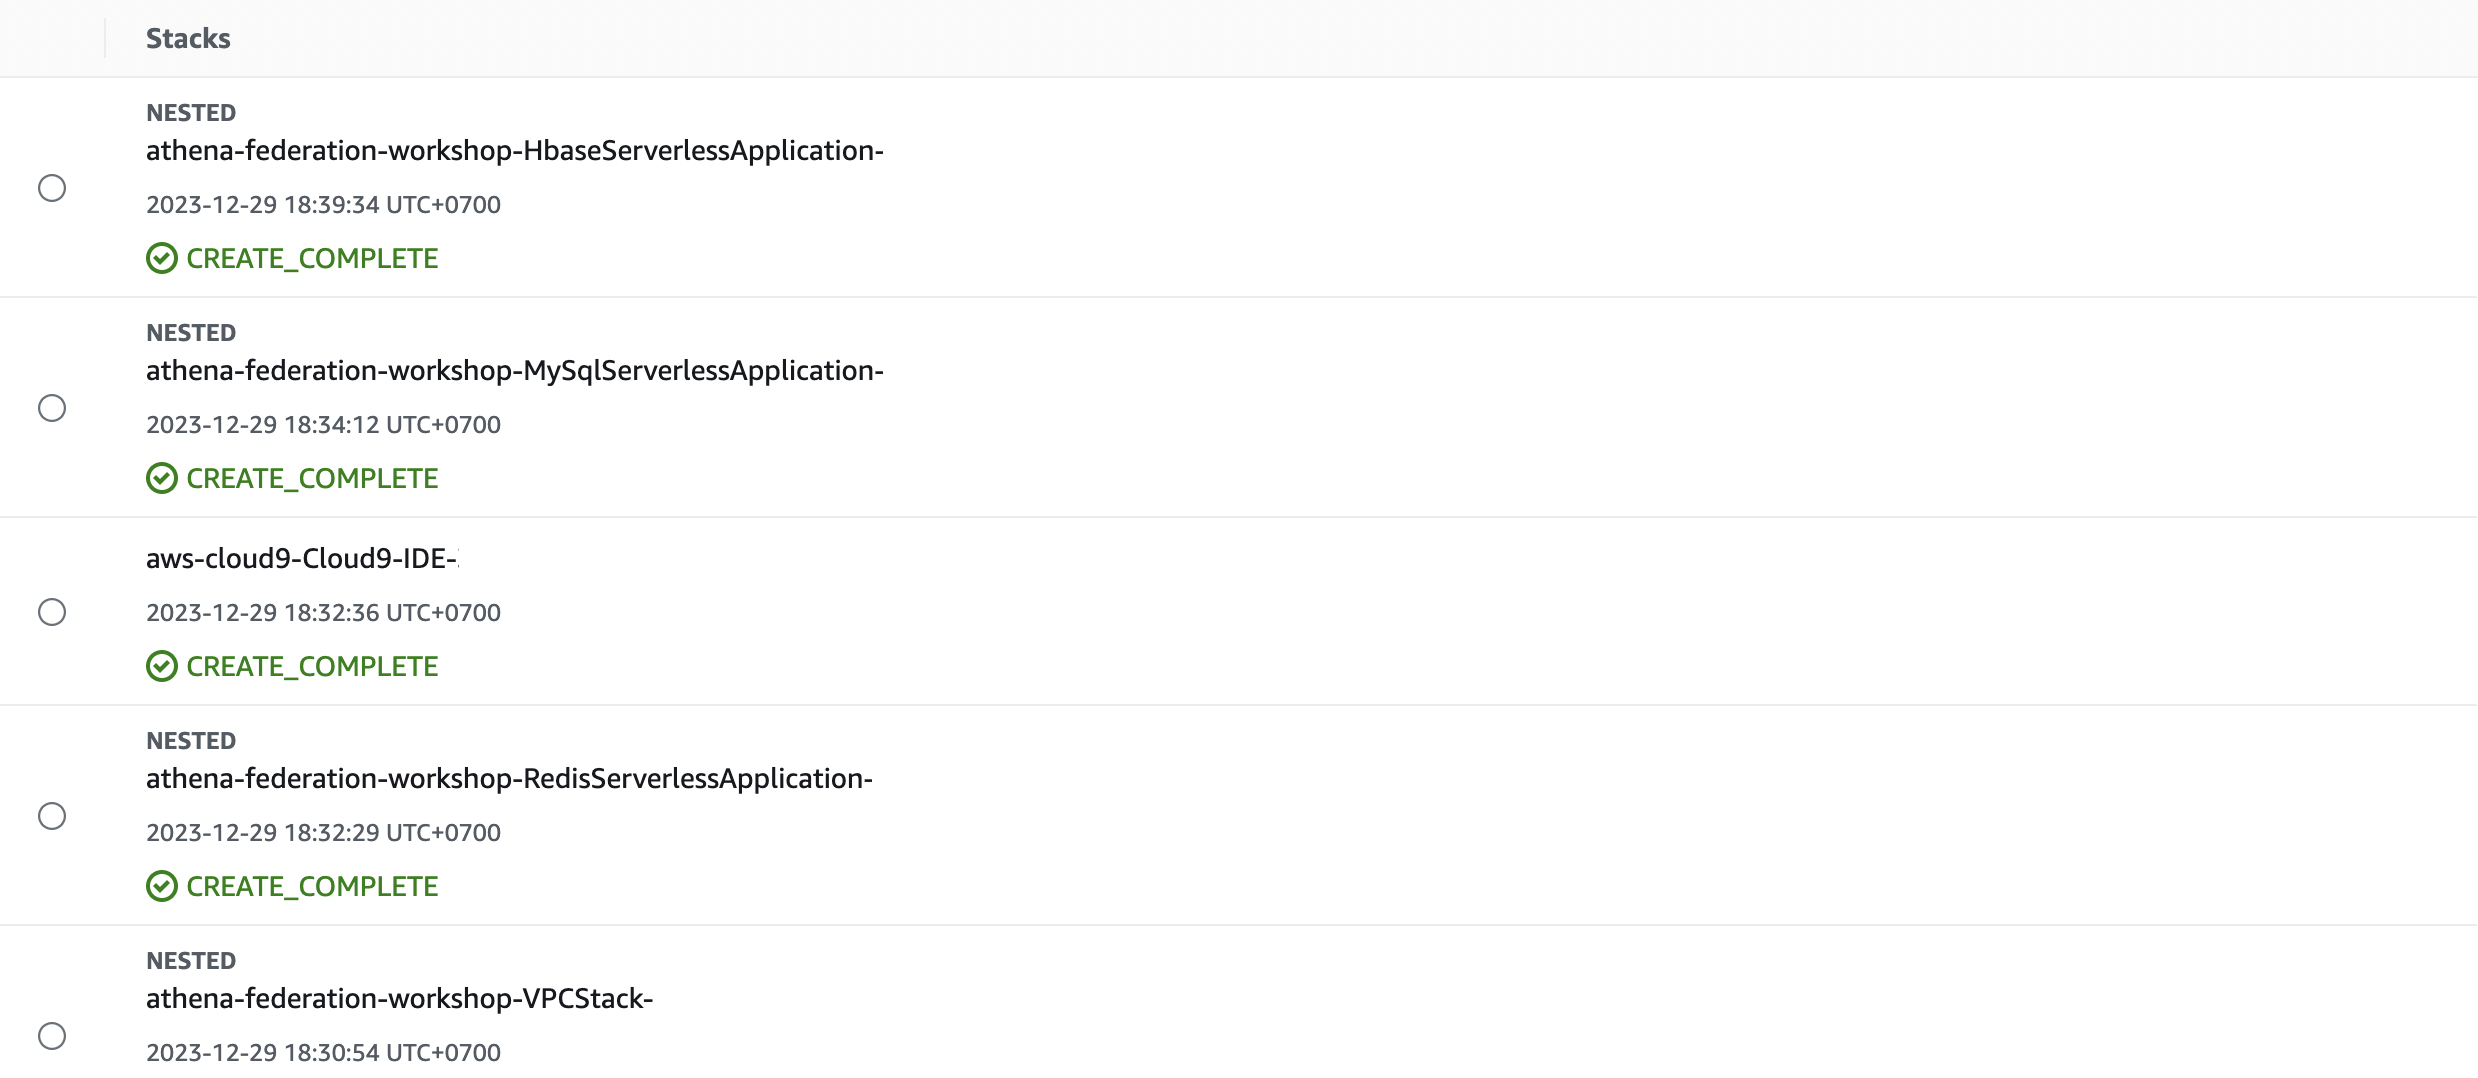 Stacks
NESTED
athena-federation-workshop-HbaseServerlessApplication-
2023-12-29 18:39:34 UTC+0700
CREATE_COMPLETE
NESTED
athena-federation-workshop-MySqlServerlessApplication-
2023-12-29 18:34:12 UTC+0700
CREATE_COMPLETE
aws-cloud9-Cloud9-IDE-
2023-12-29 18:32:36 UTC+0700
CREATE_COMPLETE
NESTED
athena-federation-workshop-RedisServerlessApplication-
2023-12-29 18:32:29 UTC+0700
CREATE_COMPLETE
NESTED
athena-federation-workshop-VPCStack-
2023-12-29 18:30:54 UTC+0700